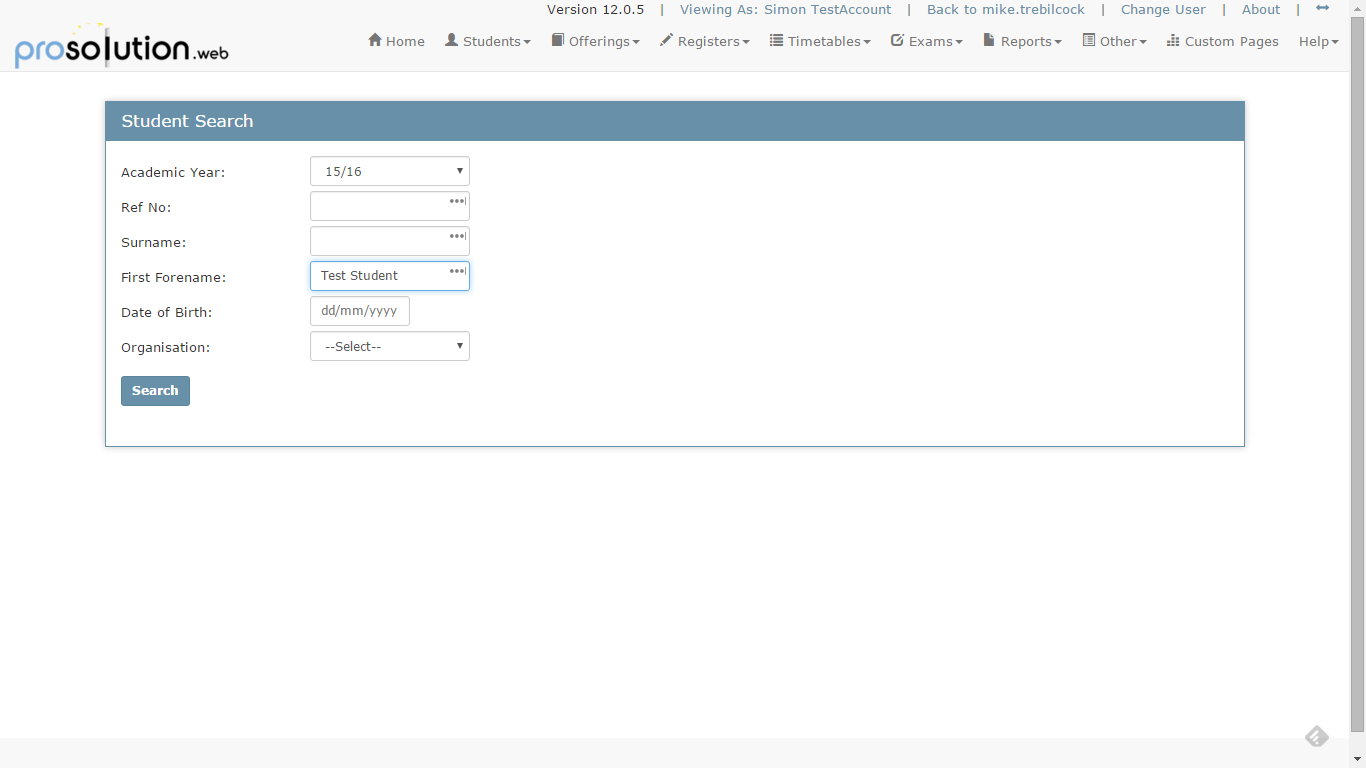 Version 12.0.5 | Viewing As: Simon TestAccount | Back to mike.trebilcock | Change User | About |
prosolution.web
Home Students Offerings Registers Timetables Exams Reports Other Custom Pages Help
Student Search
Academic Year: 15/16
Ref No:
Surname:
First Forename: Test Student
Date of Birth: dd/mm/yyyy
Organisation: --Select--
Search